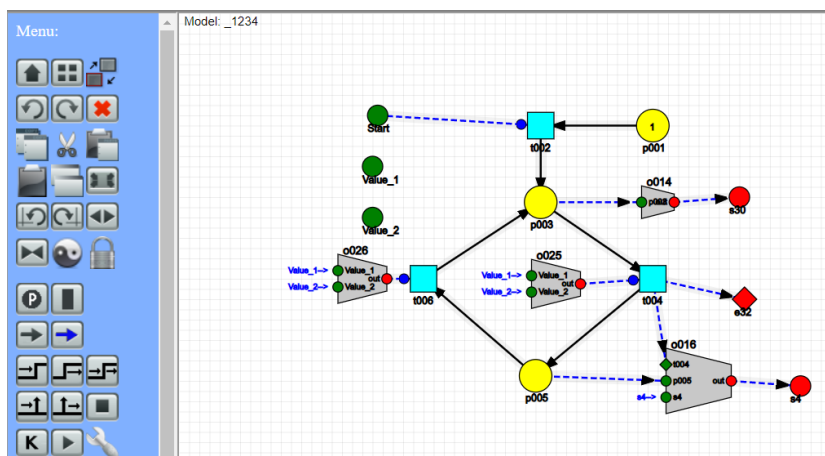 Menu:
Model: _1234
Start
t002
1
p001
Value_1
Value_2
p003
o014
s30
o026
Value_1-> Value_1
out
Value_2-> Value_2
t006
o025
Value_1-> Value_1
out
Value_2-> Value_2
t004
e32
o016
t004
p005
p005
out
s4-> s4
s4
P
K